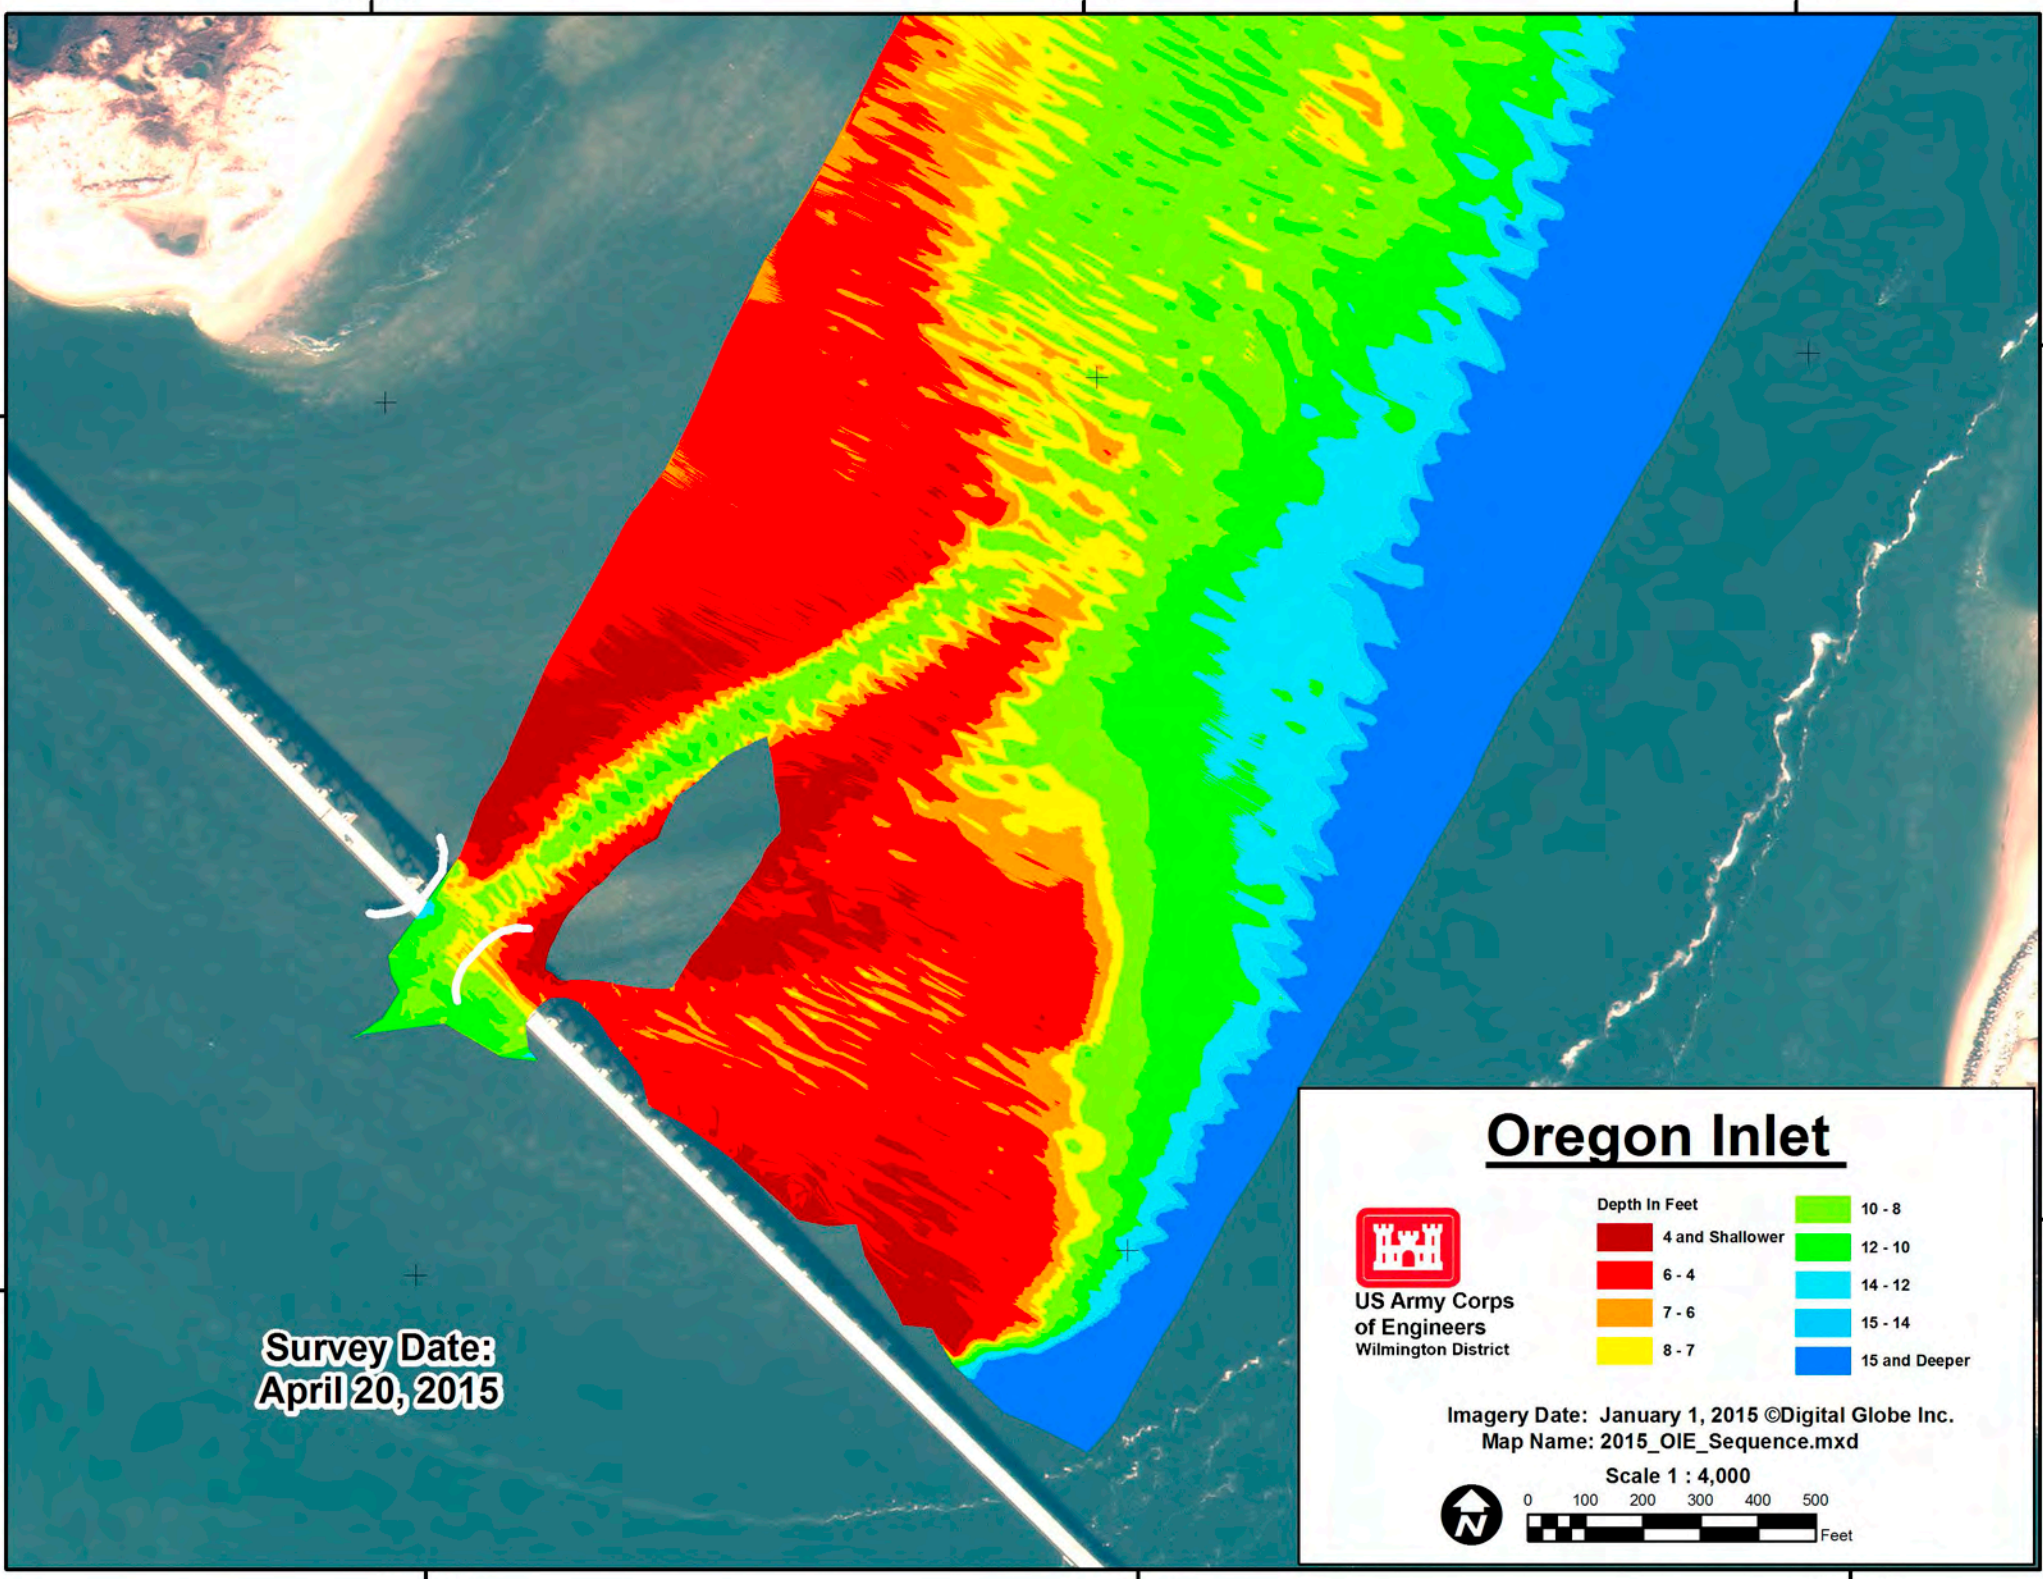 Survey Date:
April 20, 2015
Oregon Inlet
US Army Corps
of Engineers
Wilmington District
Depth In Feet
4 and Shallower
6 - 4
7 - 6
8 - 7
10 - 8
12 - 10
14 - 12
15 - 14
15 and Deeper
Imagery Date: January 1, 2015 ©Digital Globe Inc.
Map Name: 2015_OIE_Sequence.mxd
Scale 1 : 4,000
N
0 100 200 300 400 500
Feet